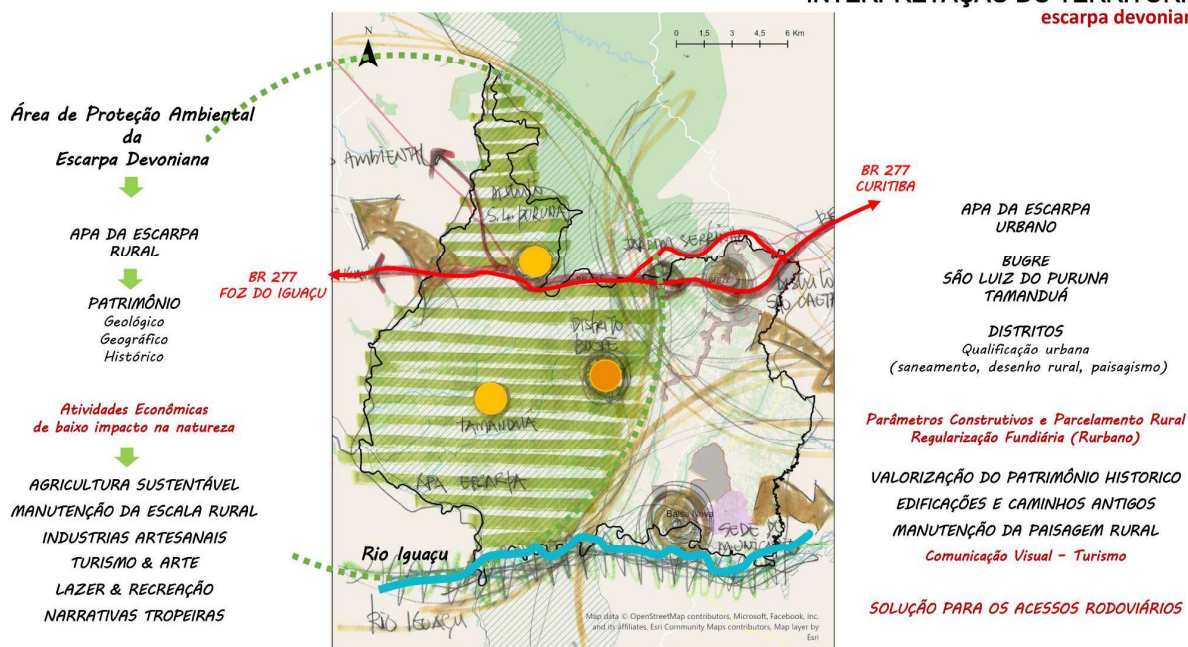 escarpa devonian
N
0 1,5 3 4,5 6 Km
Área de Proteção Ambiental
da
Escarpa Devoniana
APA DA ESCARPA
RURAL
PATRIMÔNIO
Geológico
Geográfico
Histórico
Atividades Econômicas
de baixo impacto na natureza
AGRICULTURA SUSTENTÁVEL
MANUTENÇÃO DA ESCALA RURAL
INDUSTRIAS ARTESANAIS
TURISMO & ARTE
LAZER & RECREAÇÃO
NARRATIVAS TROPEIRAS
AMBIENTAL
S.L. PURUNA
BR 277
FOZ DO IGUAÇU
BR 277
CURITIBA
DISTRITO
TAMANDUÁ
APA ESCARPA
Balsa Nova
SEDE
Rio Iguaçu
RIO IGUAÇU
Map data © OpenStreetMap contributors, Microsoft, Facebook, Inc.
and its affiliates, Esri Community Maps contributors, Map layer by
Esri
APA DA ESCARPA
URBANO
BUGRE
SÃO LUIZ DO PURUNA
TAMANDUÁ
DISTRITOS
Qualificação urbana
(saneamento, desenho rural, paisagismo)
Parâmetros Construtivos e Parcelamento Rural
Regularização Fundiária (Rurbano)
VALORIZAÇÃO DO PATRIMÔNIO HISTORICO
EDIFICAÇÕES E CAMINHOS ANTIGOS
MANUTENÇÃO DA PAISAGEM RURAL
Comunicação Visual - Turismo
SOLUÇÃO PARA OS ACESSOS RODOVIÁRIOS